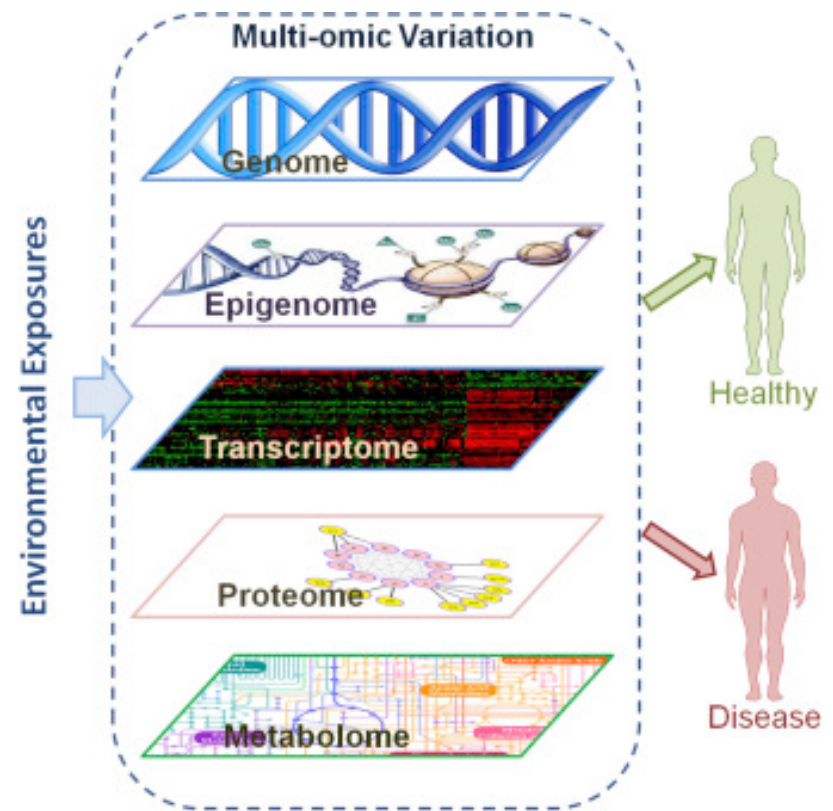 Multi-omic Variation
Genome
Epigenome
Transcriptome
Proteome
Metabolome
Environmental Exposures
Healthy
Disease